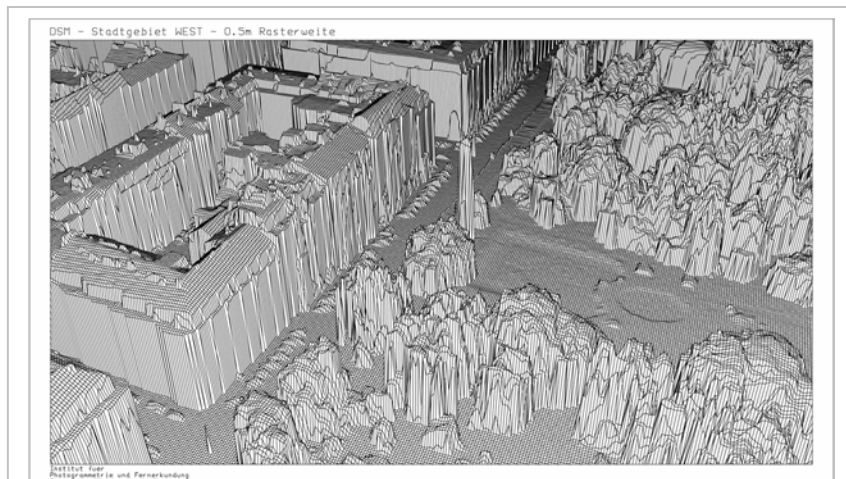 DSM - Stadtgebiet WEST - 0.5m Rasterweite
Institut fuer
Photogrammetrie und Fernerkundung